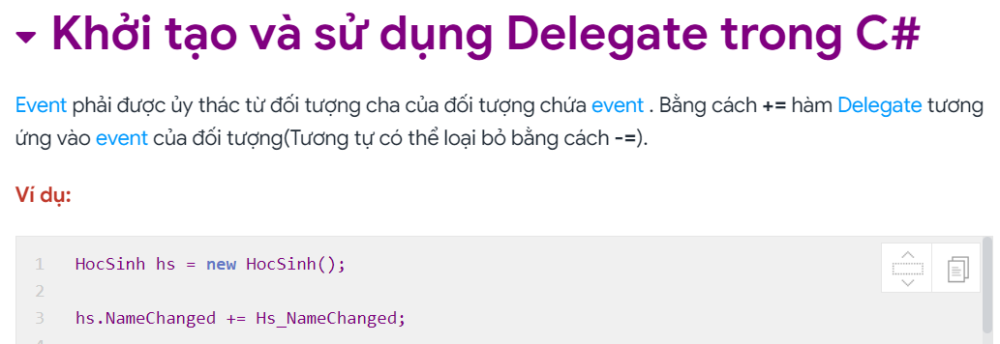 Khởi tạo và sử dụng Delegate trong C#
Event phải được ủy thác từ đối tượng cha của đối tượng chứa event . Bằng cách += hàm Delegate tương
ứng vào event của đối tượng(Tương tự có thể loại bỏ bằng cách -=).
Ví dụ:
1 HocSinh hs = new HocSinh();
2
3 hs.NameChanged += Hs_NameChanged;